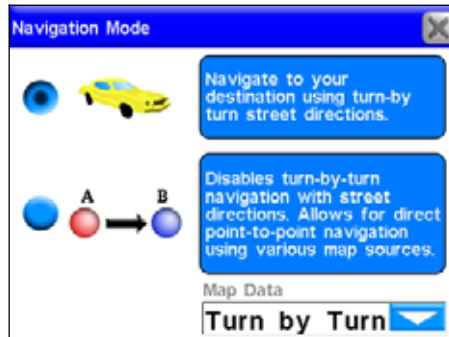 Navigation Mode
Navigate to your
destination using turn-by
turn street directions.
A B
Disables turn-by-turn
navigation with street
directions. Allows for direct
point-to-point navigation
using various map sources.
Map Data
Turn by Turn